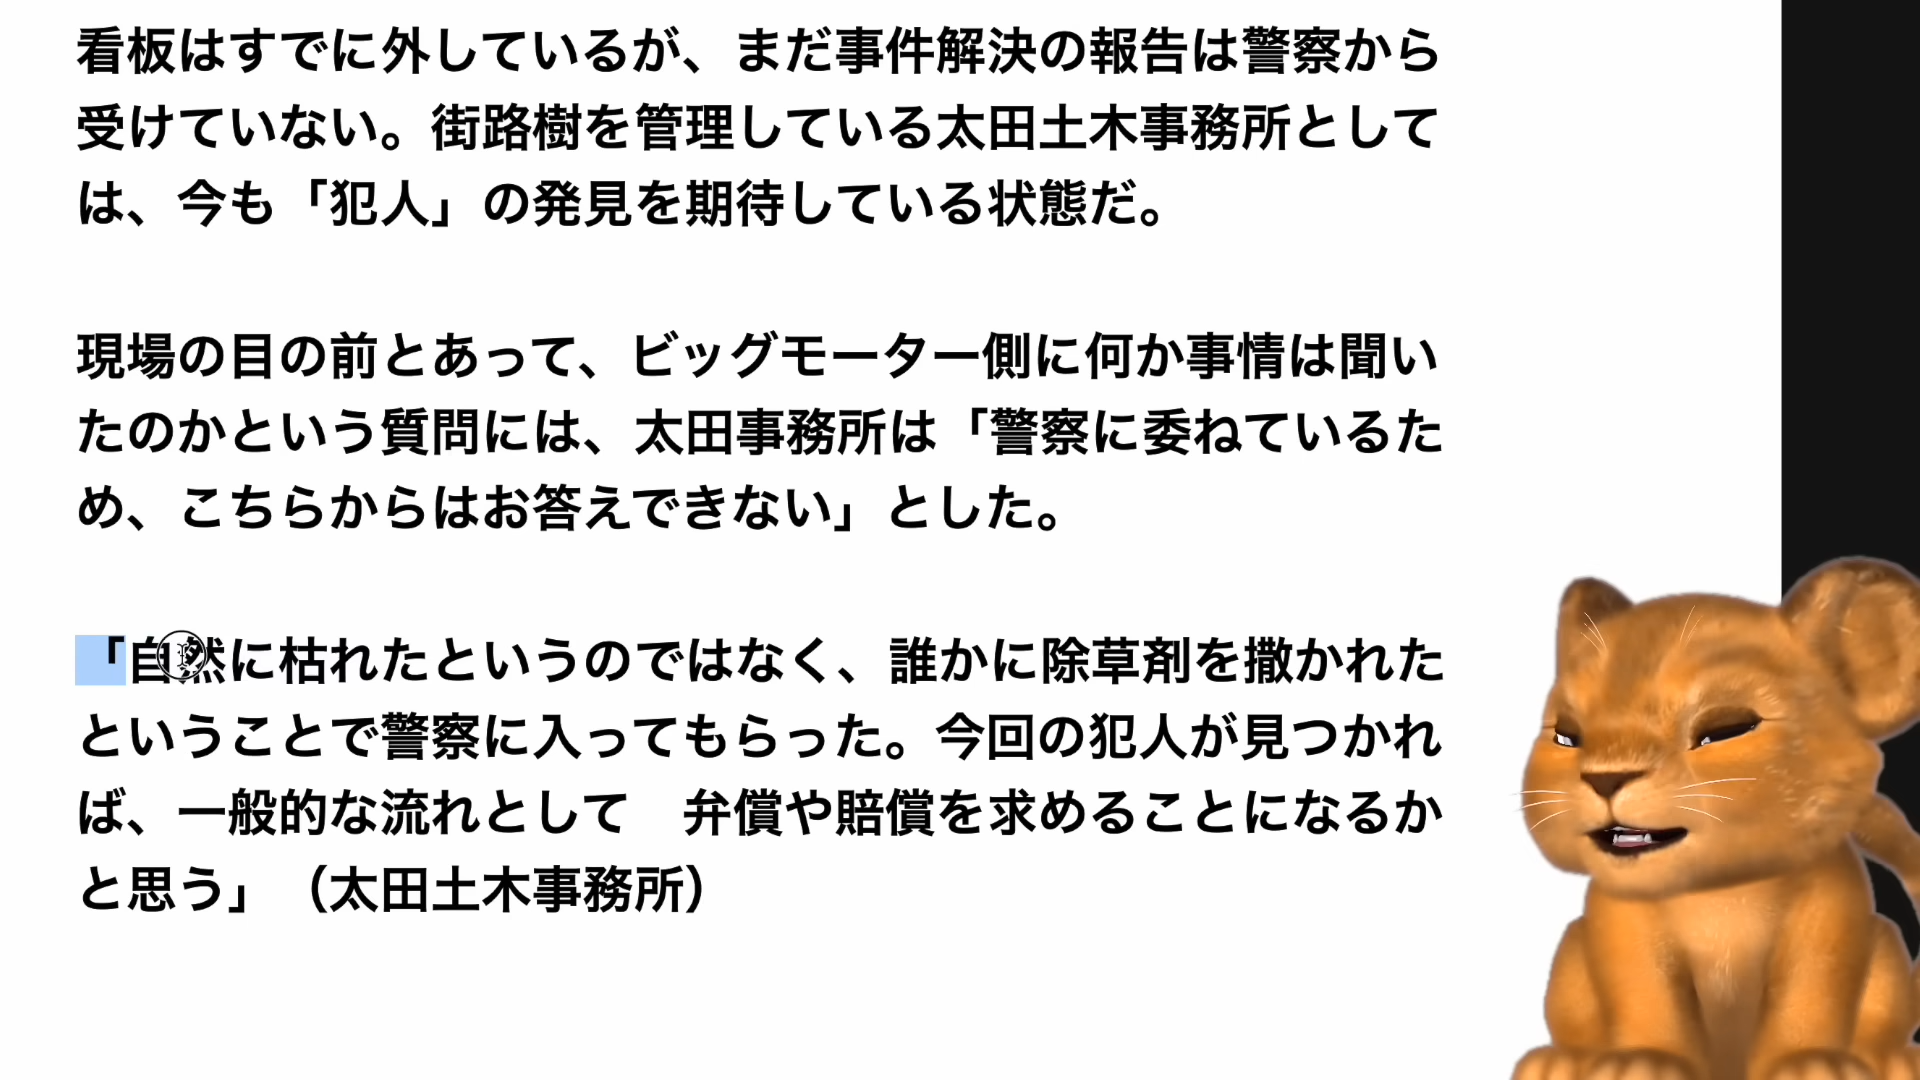 看板はすでに外しているが、まだ事件解決の報告は警察から
受けていない。街路樹を管理している太田土木事務所として
は、今も「犯人」の発見を期待している状態だ。
現場の目の前とあって、ビッグモーター側に何か事情は聞い
たのかという質問には、太田事務所は「警察に委ねているた
め、こちらからはお答えできない」とした。
「自然に枯れたというのではなく、誰かに除草剤を撒かれた
ということで警察に入ってもらった。今回の犯人が見つかれ
ば、一般的な流れとして　弁償や賠償を求めることになるか
と思う」（太田土木事務所）